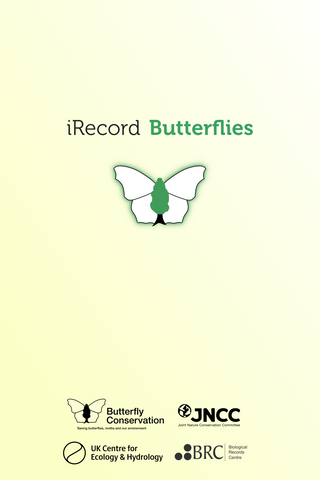 iRecord Butterflies
Butterfly
Conservation
Saving butterflies, moths and our environment
JNCC
Joint Nature Conservation Committee
UK Centre for
Ecology & Hydrology
BRC
Biological
Records
Centre